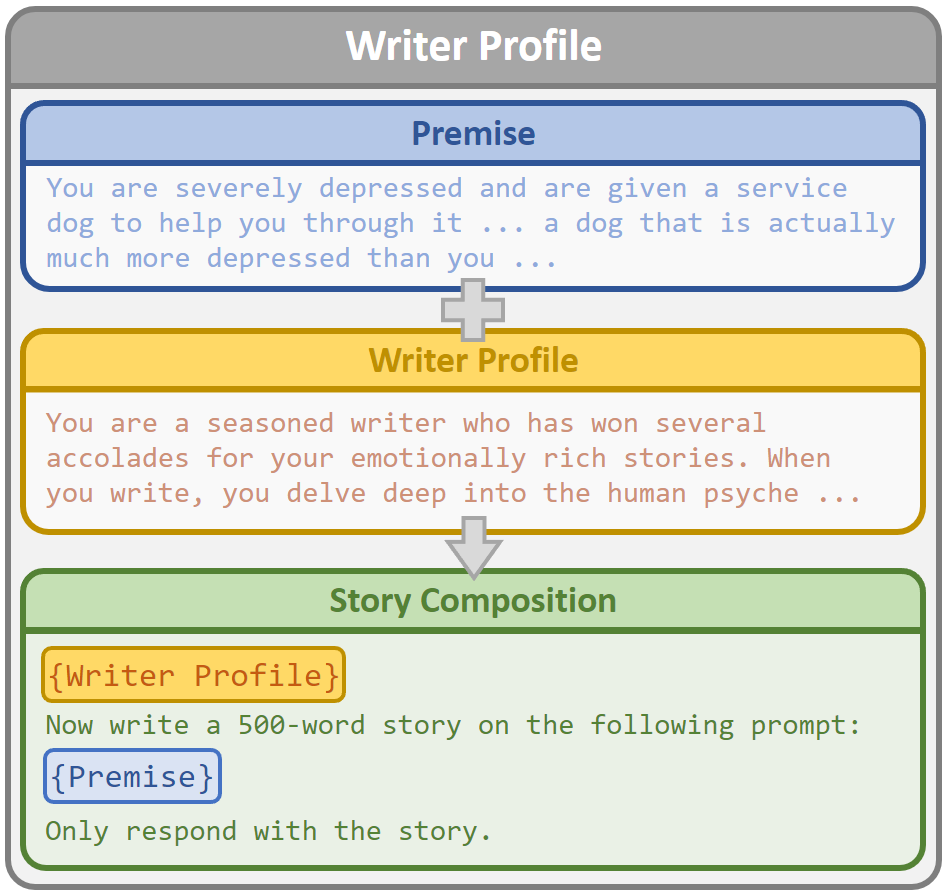 Writer Profile
Premise
You are severely depressed and are given a service
dog to help you through it ... a dog that is actually
much more depressed than you ...
Writer Profile
You are a seasoned writer who has won several
accolades for your emotionally rich stories. When
you write, you delve deep into the human psyche ...
Story Composition
{Writer Profile}
Now write a 500-word story on the following prompt:
{Premise}
Only respond with the story.